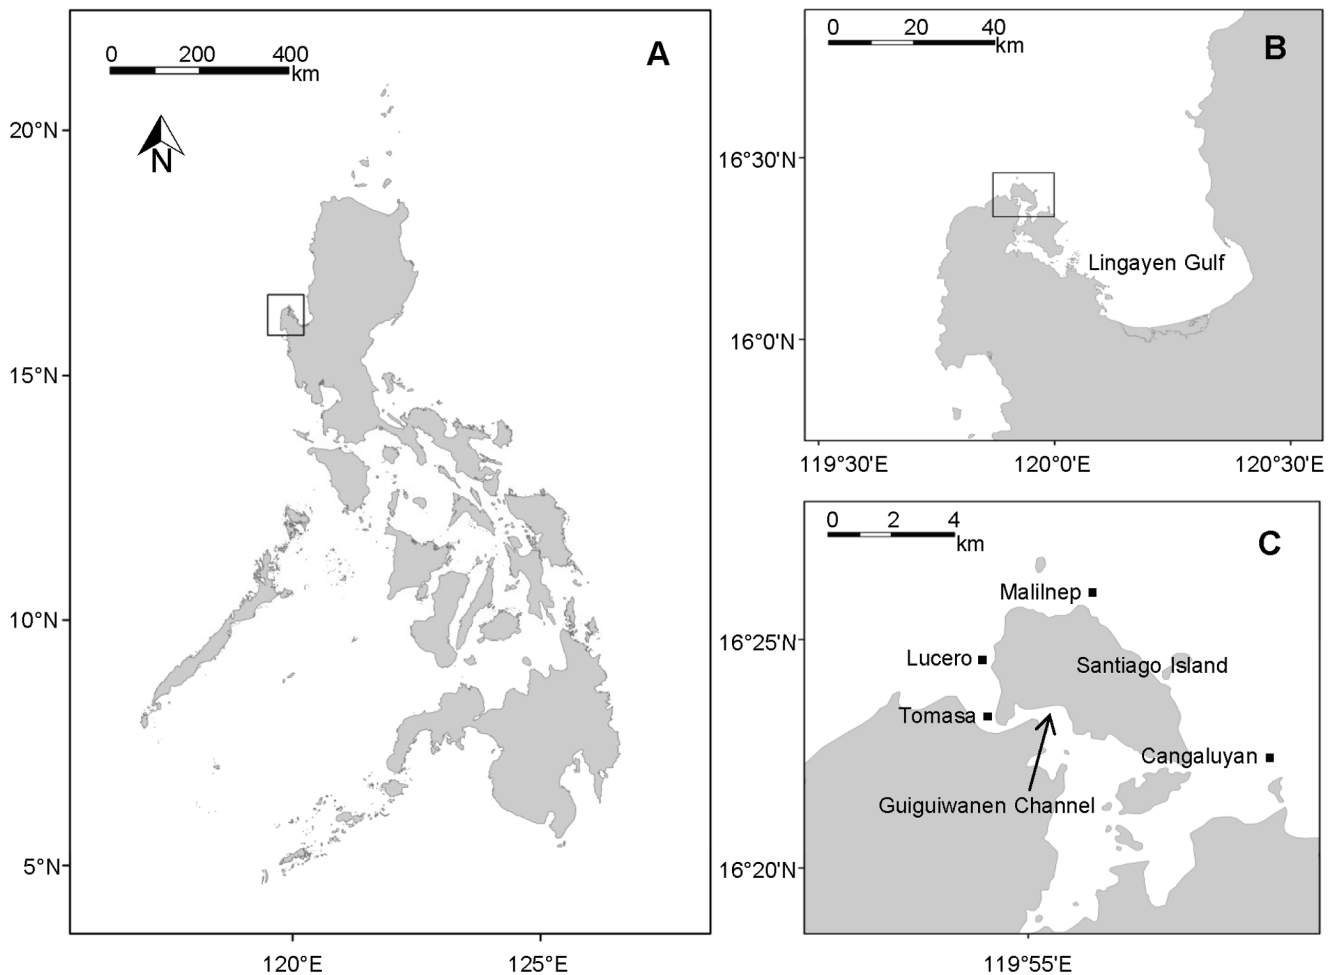 A
0 200 400
km
N
20°N
15°N
10°N
5°N
120°E 125°E
B
0 20 40
km
16°30'N
16°0'N
Lingayen Gulf
119°30'E 120°0'E 120°30'E
C
0 2 4
km
Malilnep
16°25'N
Lucero
Santiago Island
Tomasa
Cangaluyan
Guiguiwanen Channel
16°20'N
119°55'E